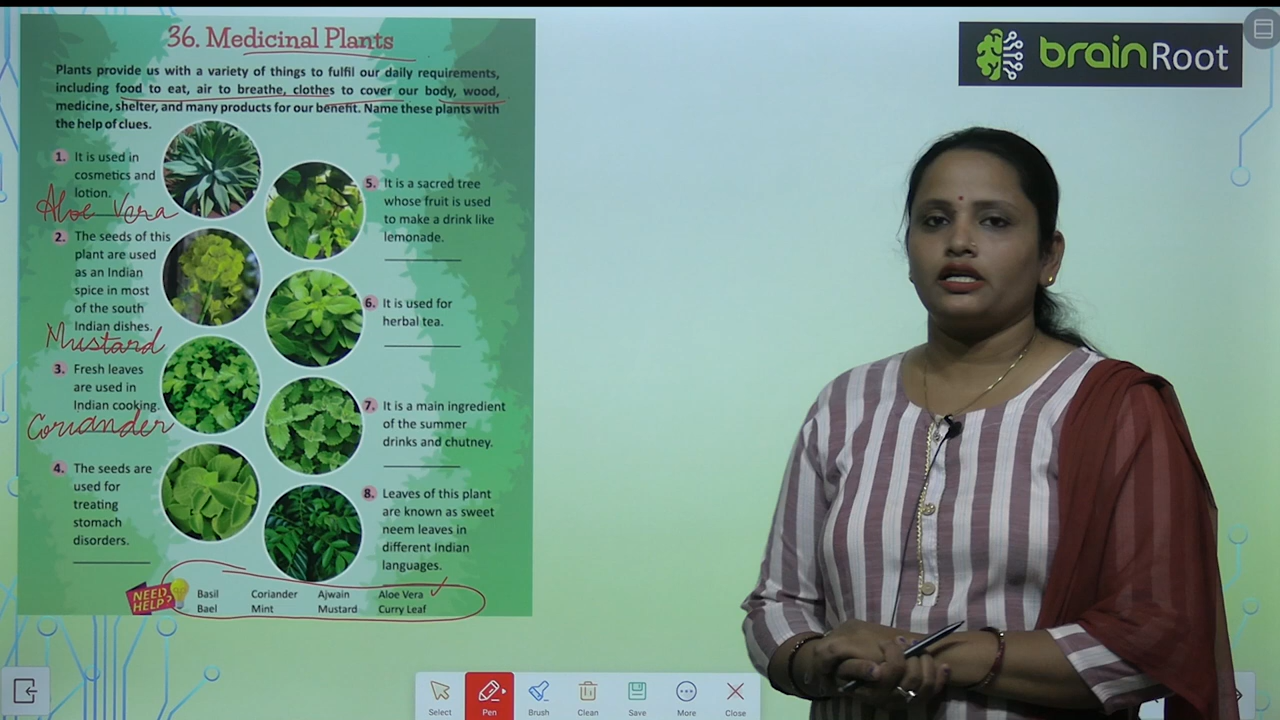 36. Medicinal Plants
Plants provide us with a variety of things to fulfil our daily requirements,
including food to eat, air to breathe, clothes to cover our body, wood,
medicine, shelter, and many products for our benefit. Name these plants with
the help of clues.
1. It is used in
cosmetics and
lotion.
Aloe Vera
2. The seeds of this
plant are used
as an Indian
spice in most
of the south
Indian dishes.
Mustard
3. Fresh leaves
are used in
Indian cooking.
Coriander
4. The seeds are
used for
treating
stomach
disorders.
5. It is a sacred tree
whose fruit is used
to make a drink like
lemonade.
6. It is used for
herbal tea.
7. It is a main ingredient
of the summer
drinks and chutney.
8. Leaves of this plant
are known as sweet
neem leaves in
different Indian
languages.
NEED
HELP?
Basil Coriander Ajwain Aloe Vera
Bael Mint Mustard Curry Leaf
brainRoot
Select Pen Brush Clean Save More Close